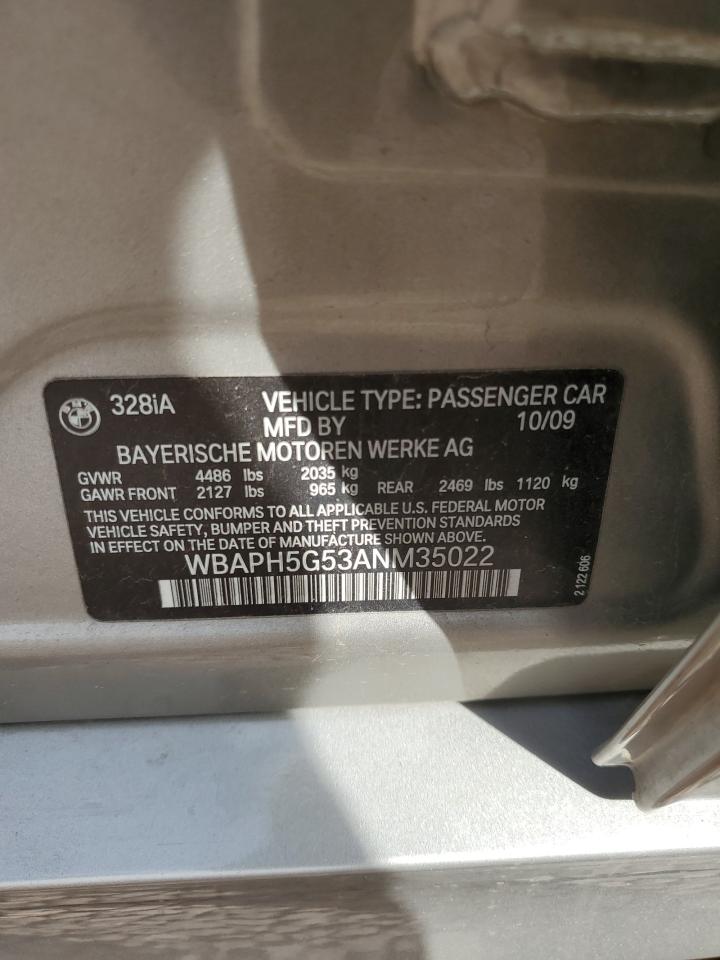 BMW
328iA VEHICLE TYPE: PASSENGER CAR
MFD BY 10/09
BAYERISCHE MOTOREN WERKE AG
GVWR 4486 lbs 2035 kg
GAWR FRONT 2127 lbs 965 kg REAR 2469 lbs 1120 kg
THIS VEHICLE CONFORMS TO ALL APPLICABLE U.S. FEDERAL MOTOR
VEHICLE SAFETY, BUMPER AND THEFT PREVENTION STANDARDS
IN EFFECT ON THE DATE OF MANUFACTURE SHOWN ABOVE.
WBAPH5G53ANM35022
2 122 606